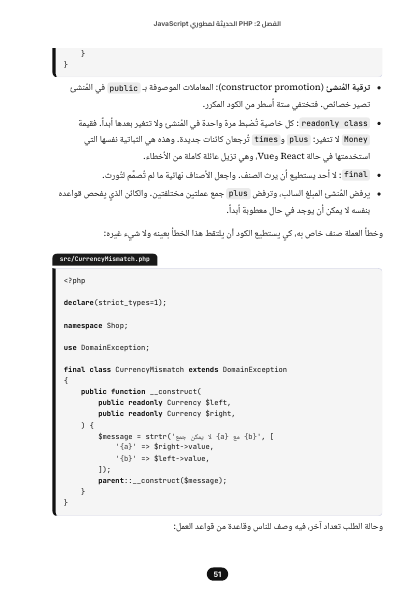 الفصل 2: PHP الحديثة لمطوري JavaScript
}
}
• ترقية المُنشئ (constructor promotion): المعاملات الموصوفة بـ public في المُنشئ
تصير خصائص. فتختفي ستة أسطر من الكود المكرر.
• readonly class: كل خاصية تُضبط مرة واحدة في المُنشئ ولا تتغير بعدها أبداً. فقيمة
Money لا تتغير: plus و times تُرجعان كائنات جديدة. وهذه هي الثباتية نفسها التي
استخدمتها في حالة React وVue، وهي تزيل عائلة كاملة من الأخطاء.
• final: لا أحد يستطيع أن يرث الصنف. واجعل الأصناف نهائية ما لم تُصمَّم لتُورث.
• يرفض المُنشئ المبلغ السالب، وترفض plus جمع عملتين مختلفتين. والكائن الذي يفحص قواعده
بنفسه لا يمكن أن يوجد في حال معطوبة أبداً.
وخطأ العملة صنف خاص به، كي يستطيع الكود أن يلتقط هذا الخطأ بعينه ولا شيء غيره:
src/CurrencyMismatch.php
<?php
declare(strict_types=1);
namespace Shop;
use DomainException;
final class CurrencyMismatch extends DomainException
{
public function __construct(
public readonly Currency $left,
public readonly Currency $right,
) {
$message = strtr('لا يمكن جمع {a} مع {b}', [
'{a}' => $right->value,
'{b}' => $left->value,
]);
parent::__construct($message);
}
}
وحالة الطلب تعداد آخر، فيه وصف للناس وقاعدة من قواعد العمل:
51